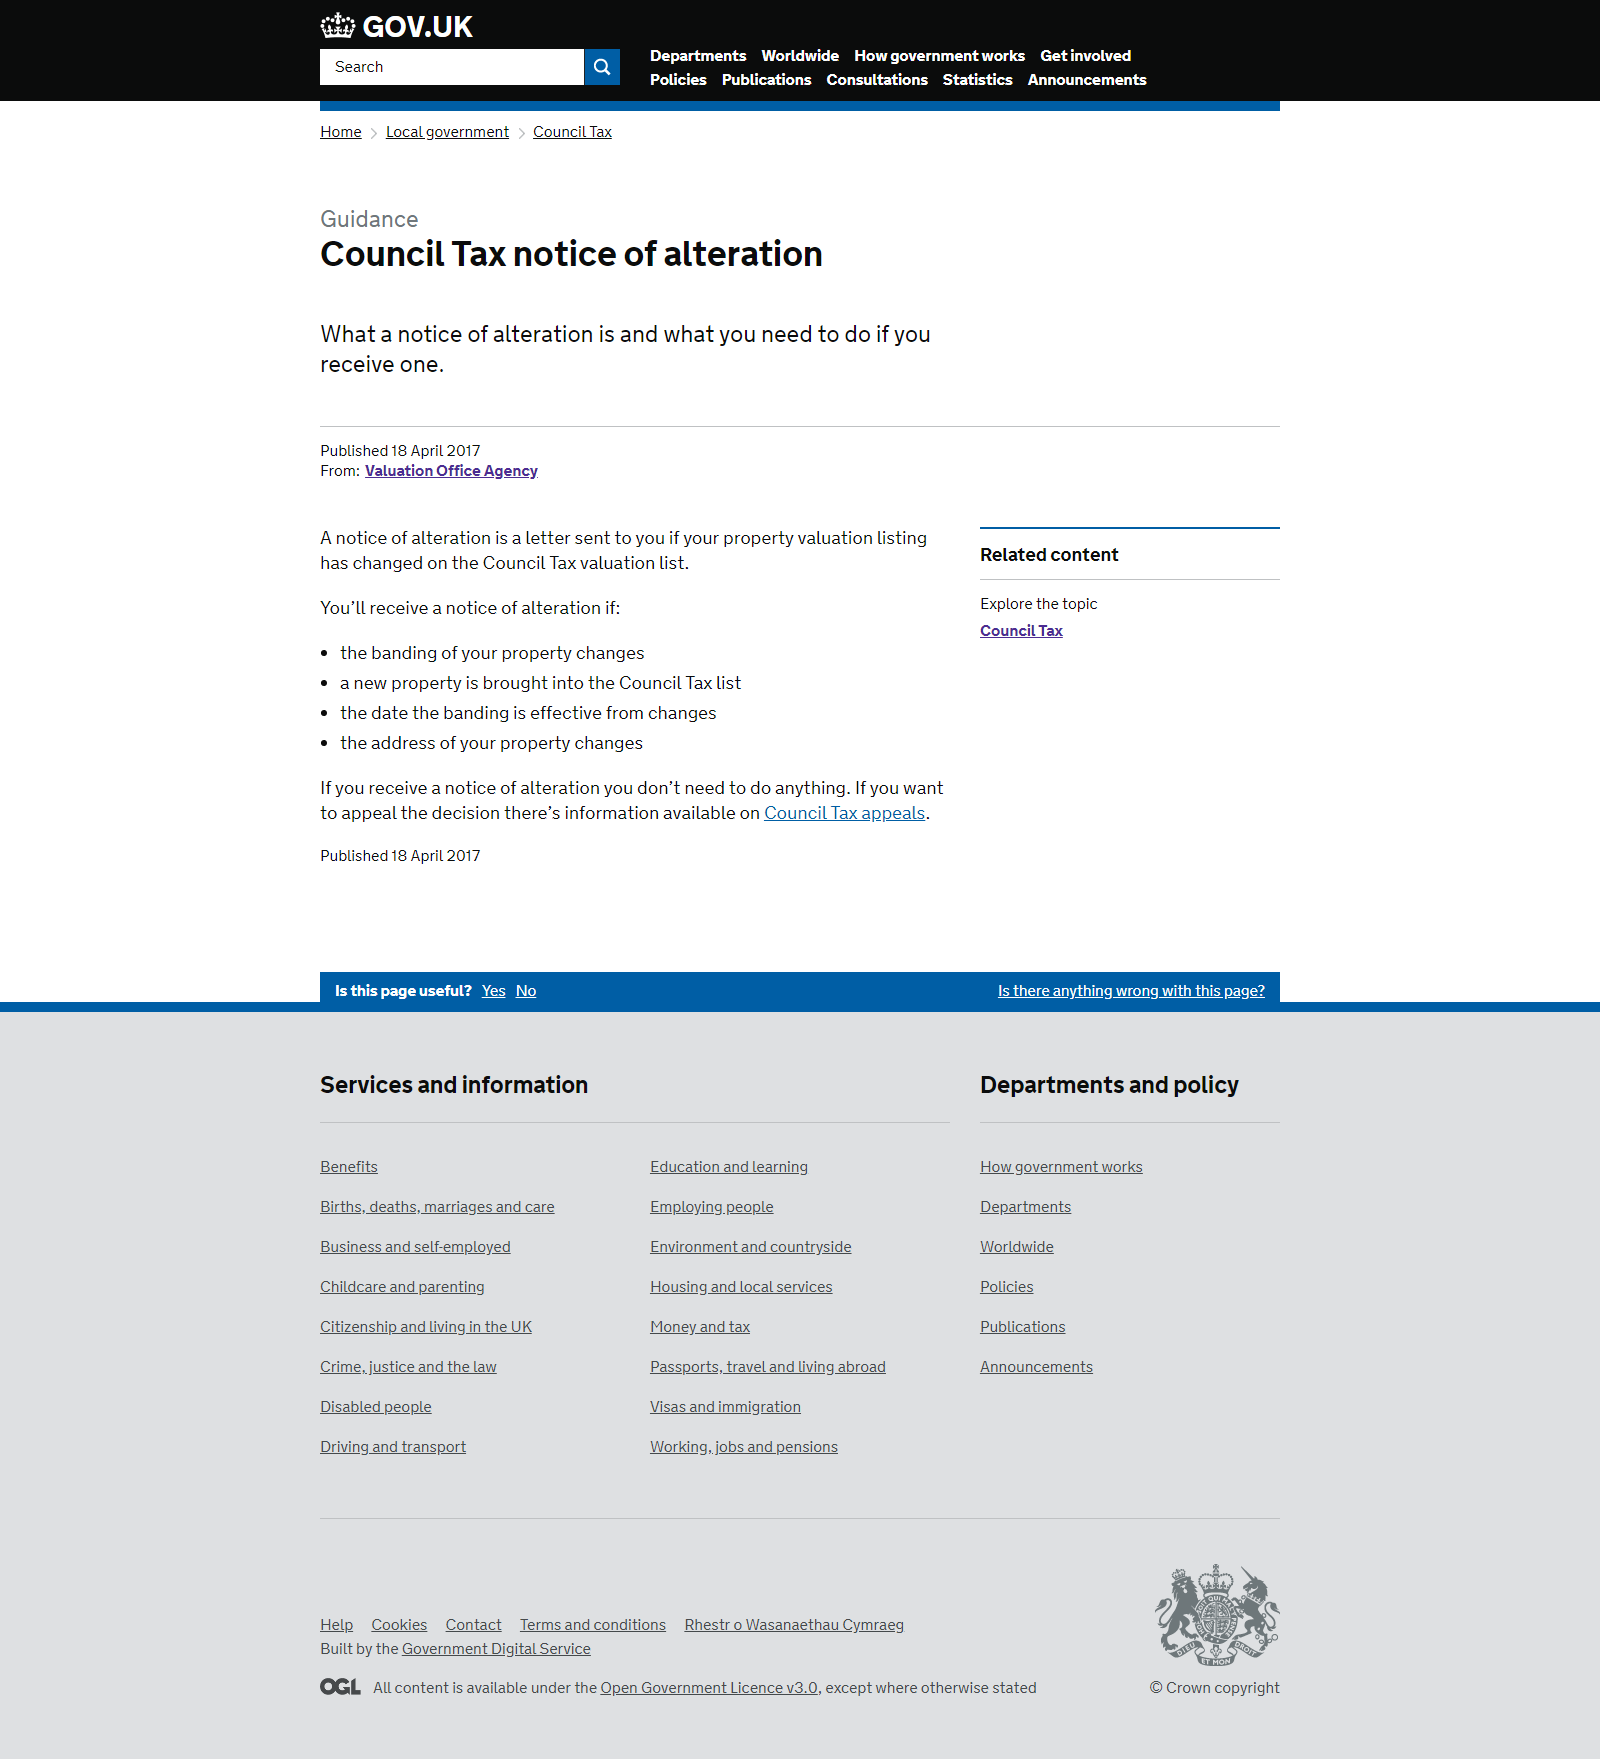 GOV.UK
Search
Departments Worldwide How government works Get involved
Policies Publications Consultations Statistics Announcements
Home Local government Council Tax
Guidance
Council Tax notice of alteration
What a notice of alteration is and what you need to do if you
receive one.
Published 18 April 2017
From: Valuation Office Agency
A notice of alteration is a letter sent to you if your property valuation listing
has changed on the Council Tax valuation list.
You’ll receive a notice of alteration if:
• the banding of your property changes
• a new property is brought into the Council Tax list
• the date the banding is effective from changes
• the address of your property changes
If you receive a notice of alteration you don’t need to do anything. If you want
to appeal the decision there’s information available on Council Tax appeals.
Published 18 April 2017
Related content
Explore the topic
Council Tax
Is this page useful? Yes No
Is there anything wrong with this page?
Services and information
Benefits
Births, deaths, marriages and care
Business and self-employed
Childcare and parenting
Citizenship and living in the UK
Crime, justice and the law
Disabled people
Driving and transport
Education and learning
Employing people
Environment and countryside
Housing and local services
Money and tax
Passports, travel and living abroad
Visas and immigration
Working, jobs and pensions
Departments and policy
How government works
Departments
Worldwide
Policies
Publications
Announcements
Help Cookies Contact Terms and conditions Rhestr o Wasanaethau Cymraeg
Built by the Government Digital Service
OGL All content is available under the Open Government Licence v3.0, except where otherwise stated
DIEU ET MON DROIT
© Crown copyright